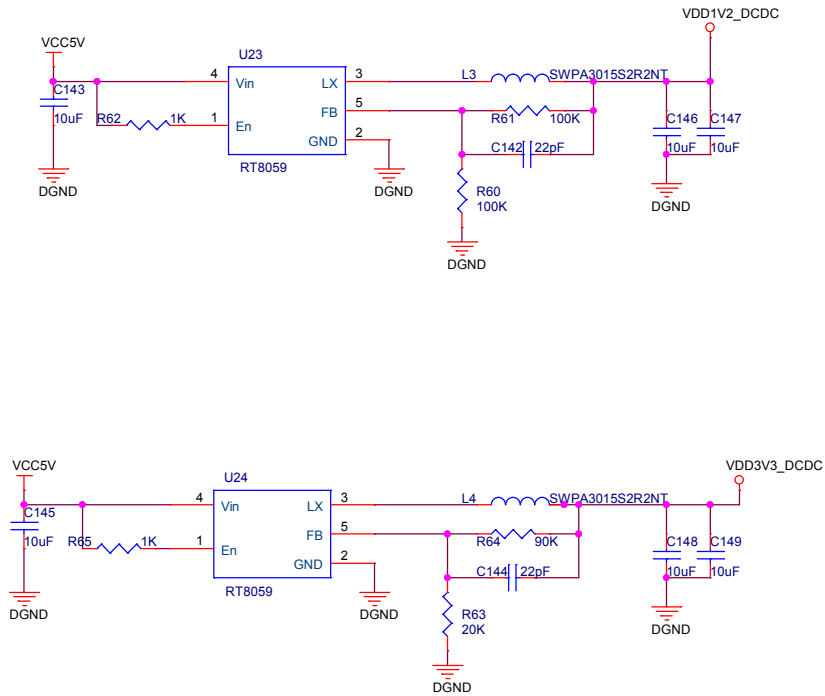 VDD1V2_DCDC
VCC5V
U23
4 Vin LX 3
L3 SWPA3015S2R2NT
C143
10uF
R62 1K
1 En FB 5
R61 100K
C146 C147
10uF 10uF
GND 2
C142 22pF
RT8059
DGND DGND
R60
100K
DGND
DGND
VCC5V
VDD3V3_DCDC
U24
4 Vin LX 3
L4 SWPA3015S2R2NT
C145
10uF
R65 1K
1 En FB 5
R64 90K
C148 C149
10uF 10uF
GND 2
C144 22pF
RT8059
DGND DGND
R63
20K
DGND
DGND